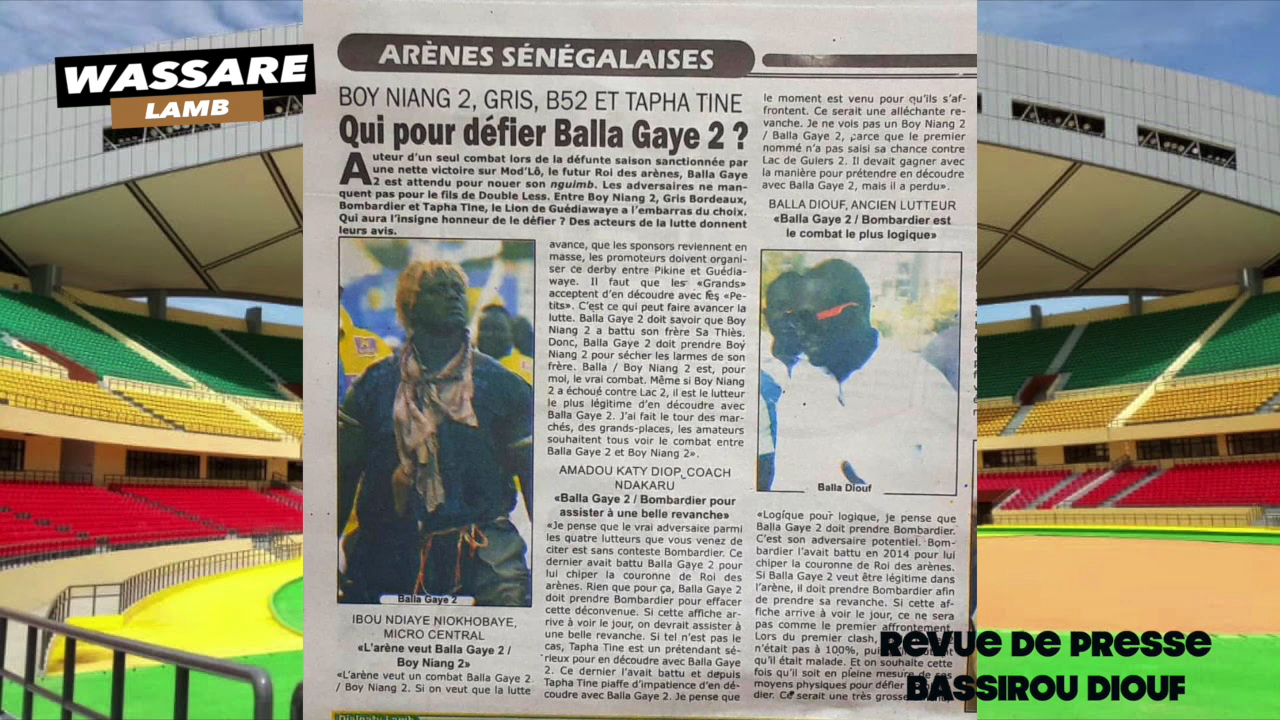 WASSARE
LAMB
ARÈNES SÉNÉGALAISES
BOY NIANG 2, GRIS, B52 ET TAPHA TINE
Qui pour défier Balla Gaye 2 ?
Auteur d'un seul combat lors de la défunte saison sanctionnée par
une nette victoire sur Mod'Lô, le futur Roi des arènes, Balla Gaye
2 est attendu pour nouer son nguimb. Les adversaires ne man-
quent pas pour le fils de Double Less. Entre Boy Niang 2, Gris Bordeaux,
Bombardier et Tapha Tine, le Lion de Guédiawaye a l'embarras du choix.
Qui aura l'insigne honneur de le défier ? Des acteurs de la lutte donnent
leurs avis.
Balla Gaye 2
IBOU NDIAYE NIOKHOBAYE,
MICRO CENTRAL
«L'arène veut Balla Gaye 2 /
Boy Niang 2»
«L'arène veut un combat Balla Gaye 2
/ Boy Niang 2. Si on veut que la lutte
avance, que les sponsors reviennent en
masse, les promoteurs doivent organi-
ser ce derby entre Pikine et Guédia-
waye. Il faut que les «Grands»
acceptent d'en découdre avec les «Pe-
tits». C'est ce qui peut faire avancer la
lutte. Balla Gaye 2 doit savoir que Boy
Niang 2 a battu son frère Sa Thiès.
Donc, Balla Gaye 2 doit prendre Boy
Niang 2 pour sécher les larmes de son
frère. Balla / Boy Niang 2 est, pour
moi, le vrai combat. Même si Boy Niang
2 a échoué contre Lac 2, il est le lutteur
le plus légitime d'en découdre avec
Balla Gaye 2. J'ai fait le tour des mar-
chés, des grands-places, les amateurs
souhaitent tous voir le combat entre
Balla Gaye 2 et Boy Niang 2».
AMADOU KATY DIOP, COACH
NDAKARU
«Balla Gaye 2 / Bombardier pour
assister à une belle revanche»
«Je pense que le vrai adversaire parmi
les quatre lutteurs que vous venez de
citer est sans conteste Bombardier. Ce
dernier avait battu Balla Gaye 2 pour
lui chiper la couronne de Roi des
arènes. Rien que pour ça, Balla Gaye 2
doit prendre Bombardier pour effacer
cette déconvenue. Si cette affiche ar-
rive à voir le jour, on devrait assister à
une belle revanche. Si tel n'est pas le
cas, Tapha Tine est un prétendant sé-
rieux pour en découdre avec Balla Gaye
2. Ce dernier l'avait battu et depuis
Tapha Tine piaffe d'impatience d'en dé-
coudre avec Balla Gaye 2. Je pense que
le moment est venu pour qu'ils s'af-
frontent. Ce serait une alléchante re-
vanche. Je ne vois pas un Boy Niang 2
/ Balla Gaye 2, parce que le premier
nommé n'a pas saisi sa chance contre
Lac de Guiers 2. Il devait gagner avec
la manière pour prétendre en découdre
avec Balla Gaye 2, mais il a perdu».
BALLA DIOUF, ANCIEN LUTTEUR
«Balla Gaye 2 / Bombardier est
le combat le plus logique»
Balla Diouf
«Logique pour logique, je pense que
Balla Gaye 2 doit prendre Bombardier.
C'est son adversaire potentiel. Bom-
bardier l'avait battu en 2014 pour lui
chiper la couronne de Roi des arènes.
Si Balla Gaye 2 veut être légitime dans
l'arène, il doit prendre Bombardier afin
de prendre sa revanche. Si cette af-
fiche arrive à voir le jour, ce ne sera
pas comme le premier affrontement.
Lors du premier clash,
n'était pas à 100%,
qu'il était malade. Et on souhaite cette
fois qu'il soit en pleine mesure de ses
moyens physiques pour défier
dier. Ce serait une très grosse
REVUE DE PRESSE
BASSIROU DIOUF